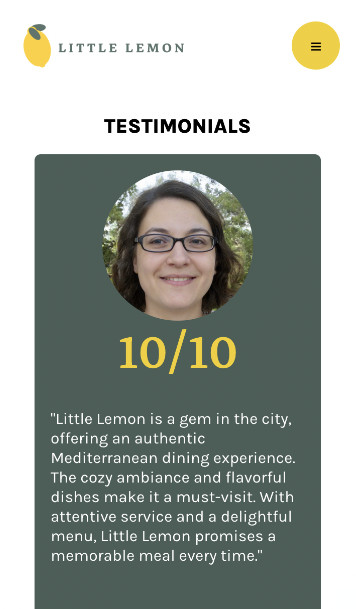 LITTLE LEMON
TESTIMONIALS
10/10
"Little Lemon is a gem in the city,
offering an authentic
Mediterranean dining experience.
The cozy ambiance and flavorful
dishes make it a must-visit. With
attentive service and a delightful
menu, Little Lemon promises a
memorable meal every time."